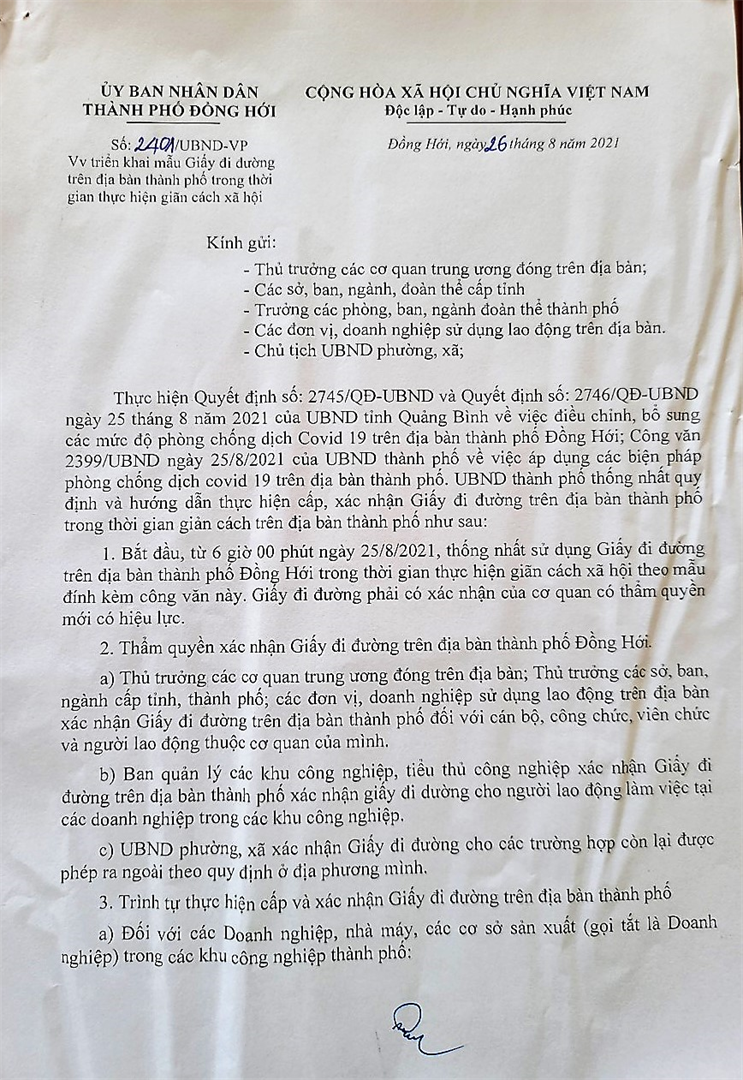 ỦY BAN NHÂN DÂN
THÀNH PHỐ ĐỒNG HỚI
CỘNG HÒA XÃ HỘI CHỦ NGHĨA VIỆT NAM
Độc lập - Tự do - Hạnh phúc
Số: 2401/UBND-VP
Vv triển khai mẫu Giấy đi đường
trên địa bàn thành phố trong thời
gian thực hiện giãn cách xã hội
Đồng Hới, ngày 26 tháng 8 năm 2021
Kính gửi:
- Thủ trưởng các cơ quan trung ương đóng trên địa bàn;
- Các sở, ban, ngành, đoàn thể cấp tỉnh
- Trưởng các phòng, ban, ngành đoàn thể thành phố
- Các đơn vị, doanh nghiệp sử dụng lao động trên địa bàn.
- Chủ tịch UBND phường, xã;
Thực hiện Quyết định số: 2745/QĐ-UBND và Quyết định số: 2746/QĐ-UBND
ngày 25 tháng 8 năm 2021 của UBND tỉnh Quảng Bình về việc điều chỉnh, bổ sung
các mức độ phòng chống dịch Covid 19 trên địa bàn thành phố Đồng Hới; Công văn
2399/UBND ngày 25/8/2021 của UBND thành phố về việc áp dụng các biện pháp
phòng chống dịch covid 19 trên địa bàn thành phố. UBND thành phố thống nhất quy
định và hướng dẫn thực hiện cấp, xác nhận Giấy đi đường trên địa bàn thành phố
trong thời gian giản cách trên địa bàn thành phố như sau:
1. Bắt đầu, từ 6 giờ 00 phút ngày 25/8/2021, thống nhất sử dụng Giấy đi đường
trên địa bàn thành phố Đồng Hới trong thời gian thực hiện giãn cách xã hội theo mẫu
đính kèm công văn này. Giấy đi đường phải có xác nhận của cơ quan có thẩm quyền
mới có hiệu lực.
2. Thẩm quyền xác nhận Giấy đi đường trên địa bàn thành phố Đồng Hới.
a) Thủ trưởng các cơ quan trung ương đóng trên địa bàn; Thủ trưởng các sở, ban,
ngành cấp tỉnh, thành phố; các đơn vị, doanh nghiệp sử dụng lao động trên địa bàn
xác nhận Giấy đi đường trên địa bàn thành phố đối với cán bộ, công chức, viên chức
và người lao động thuộc cơ quan của mình.
b) Ban quản lý các khu công nghiệp, tiểu thủ công nghiệp xác nhận Giấy đi
đường trên địa bàn thành phố xác nhận giấy đi dường cho người lao động làm việc tại
các doanh nghiệp trong các khu công nghiệp.
c) UBND phường, xã xác nhận Giấy đi đường cho các trường hợp còn lại được
phép ra ngoài theo quy định ở địa phương mình.
3. Trình tự thực hiện cấp và xác nhận Giấy đi đường trên địa bàn thành phố
a) Đối với các Doanh nghiệp, nhà máy, các cơ sở sản xuất (gọi tắt là Doanh
nghiệp) trong các khu công nghiệp thành phố: